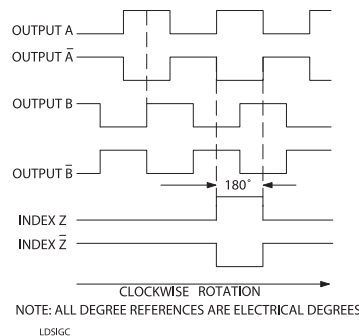 OUTPUT A
OUTPUT A̅
OUTPUT B
OUTPUT B̅
180°
INDEX Z
INDEX Z̅
CLOCKWISE ROTATION
NOTE: ALL DEGREE REFERENCES ARE ELECTRICAL DEGREES
LDSIGC